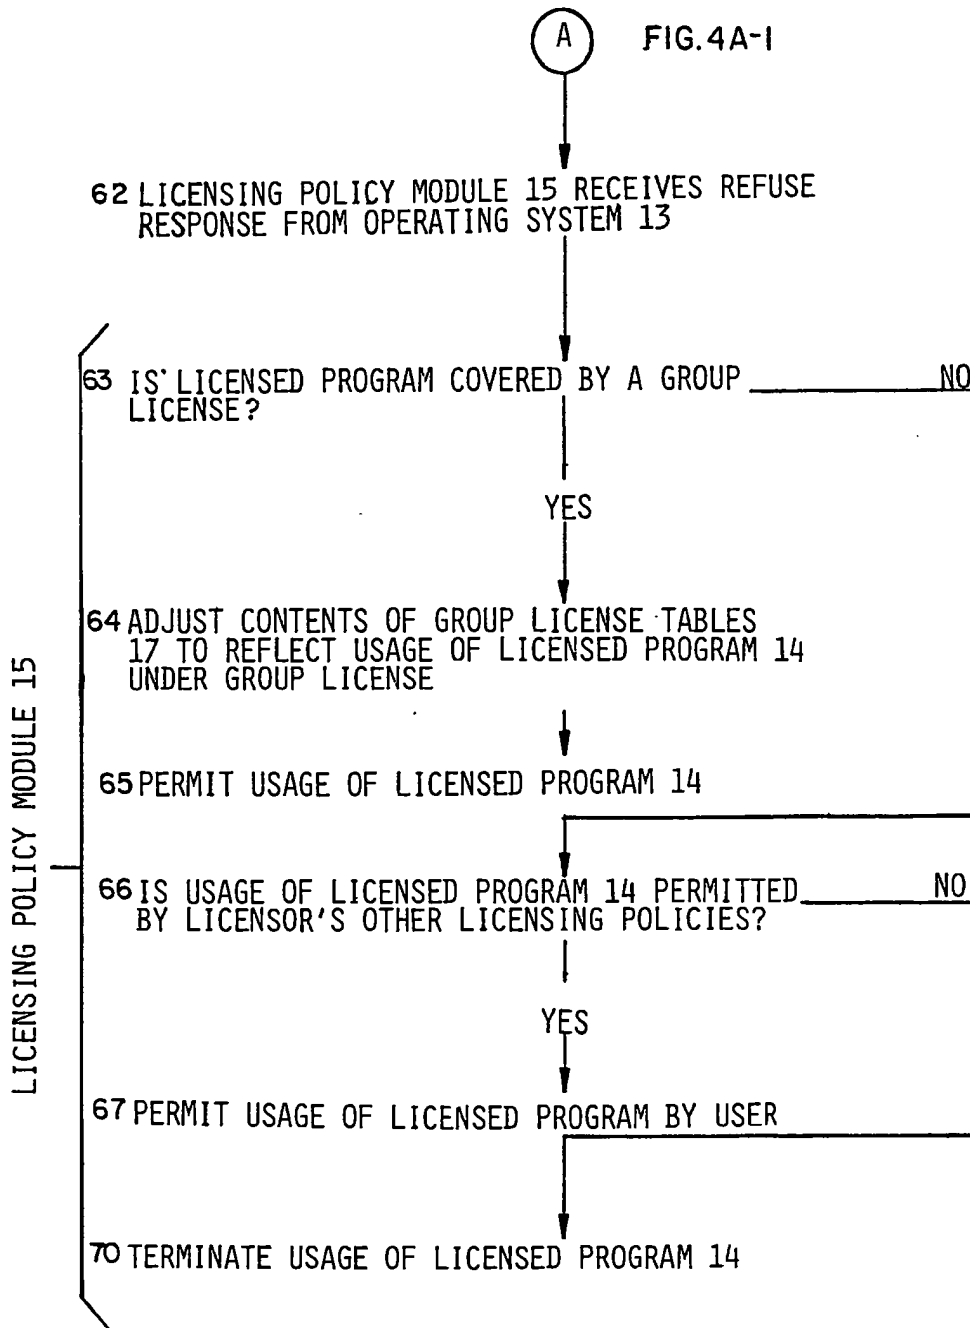 A FIG.4A-1
62 LICENSING POLICY MODULE 15 RECEIVES REFUSE
RESPONSE FROM OPERATING SYSTEM 13
63 IS LICENSED PROGRAM COVERED BY A GROUP NO
LICENSE?
YES
64 ADJUST CONTENTS OF GROUP LICENSE TABLES
17 TO REFLECT USAGE OF LICENSED PROGRAM 14
UNDER GROUP LICENSE
65 PERMIT USAGE OF LICENSED PROGRAM 14
66 IS USAGE OF LICENSED PROGRAM 14 PERMITTED NO
BY LICENSOR'S OTHER LICENSING POLICIES?
YES
67 PERMIT USAGE OF LICENSED PROGRAM BY USER
70 TERMINATE USAGE OF LICENSED PROGRAM 14
LICENSING POLICY MODULE 15